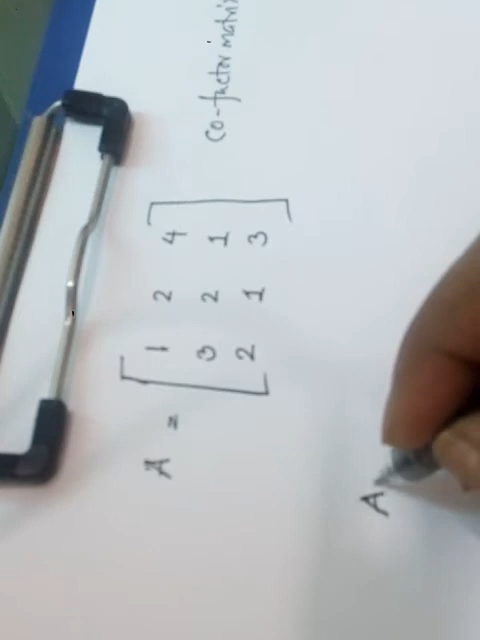 Co-factor matrix
A = [ 1 2 4
3 2 1
2 1 3 ]
A